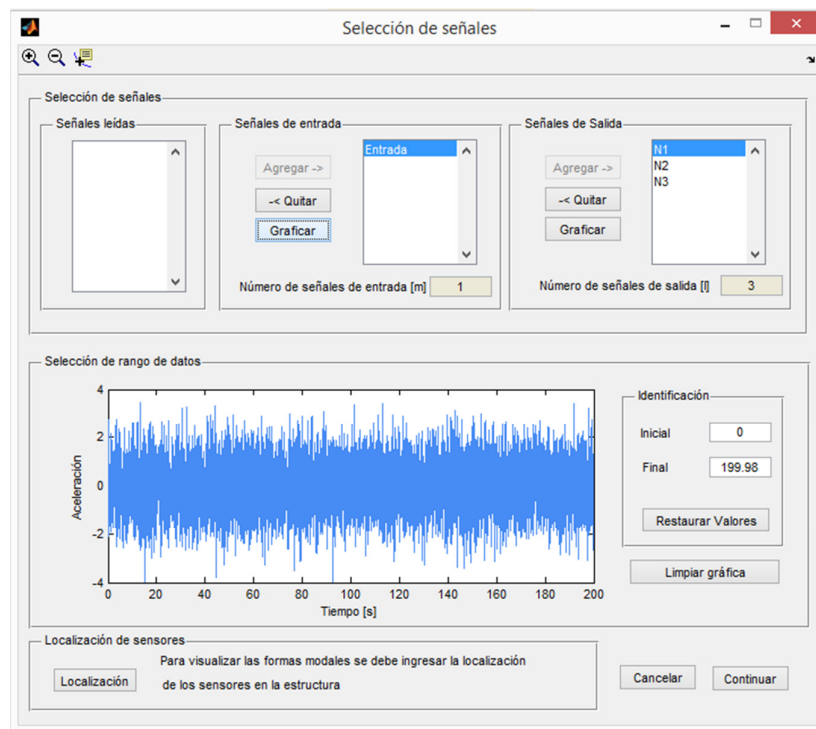 Selección de señales
Selección de señales
Señales leídas
Señales de entrada
Agregar ->
-< Quitar
Graficar
Entrada
Número de señales de entrada [m] 1
Señales de Salida
Agregar ->
-< Quitar
Graficar
N1
N2
N3
Número de señales de salida [l] 3
Selección de rango de datos
Aceleración
4
2
0
-2
-4
0 20 40 60 80 100 120 140 160 180 200
Tiempo [s]
Identificación
Inicial 0
Final 199.98
Restaurar Valores
Limpiar gráfica
Localización de sensores
Localización
Para visualizar las formas modales se debe ingresar la localización
de los sensores en la estructura
Cancelar
Continuar